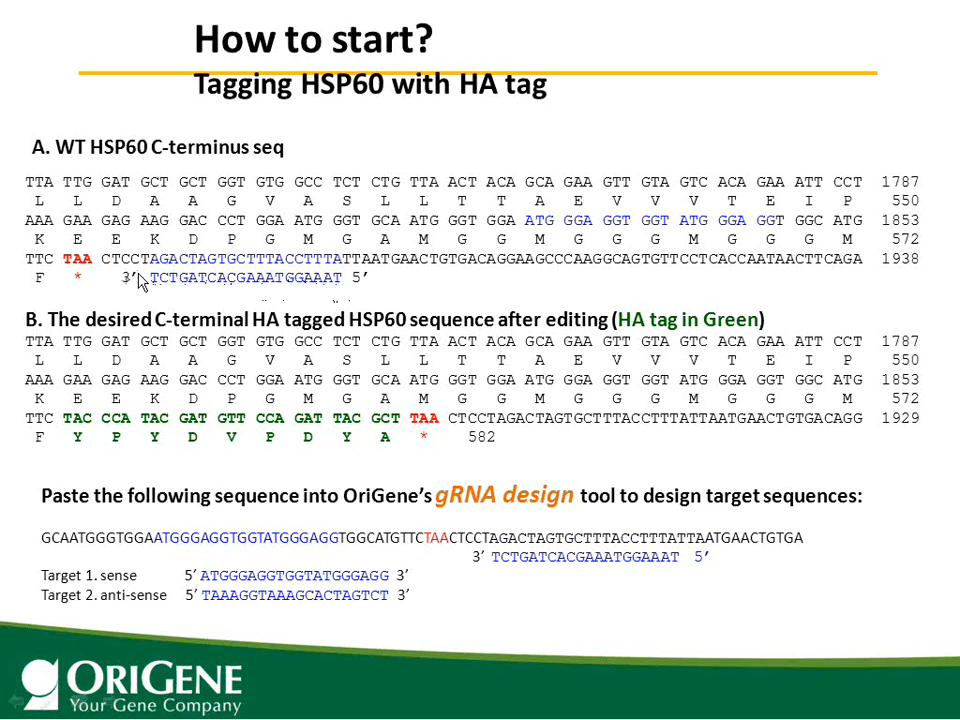 How to start?
Tagging HSP60 with HA tag
A. WT HSP60 C-terminus seq
TTA TTG GAT GCT GCT GGT GTG GCC TCT CTG TTA ACT ACA GCA GAA GTT GTA GTC ACA GAA ATT CCT 1787
L L D A A G V A S L L T T A E V V V T E I P 550
AAA GAA GAG AAG GAC CCT GGA ATG GGT GCA ATG GGT GGA ATG GGA GGT GGT ATG GGA GGT GGC ATG 1853
K E E K D P G M G A M G G M G G G M G G G M 572
TTC TAA CTCCTAGACTAGTGCTTTACCTTTATTAATGAACTGTGACAGGAAGCCCAAGGCAGTGTTCCTCACCAATAACTTCAGA 1938
F * 3’ TCTGATCACGAAATGGAAAT 5’
B. The desired C-terminal HA tagged HSP60 sequence after editing (HA tag in Green)
TTA TTG GAT GCT GCT GGT GTG GCC TCT CTG TTA ACT ACA GCA GAA GTT GTA GTC ACA GAA ATT CCT 1787
L L D A A G V A S L L T T A E V V V T E I P 550
AAA GAA GAG AAG GAC CCT GGA ATG GGT GCA ATG GGT GGA ATG GGA GGT GGT ATG GGA GGT GGC ATG 1853
K E E K D P G M G A M G G M G G G M G G G M 572
TTC TAC CCA TAC GAT GTT CCA GAT TAC GCT TAA CTCCTAGACTAGTGCTTTACCTTTATTAATGAACTGTGACAGG 1929
F Y P Y D V P D Y A * 582
Paste the following sequence into OriGene’s gRNA design tool to design target sequences:
GCAATGGGTGGAATGGGAGGTGGTATGGGAGGTGGCATGTTCTAACTCCTAGACTAGTGCTTTACCTTTATTAATGAACTGTGA
3’ TCTGATCACGAAATGGAAAT 5’
Target 1. sense 5’ ATGGGAGGTGGTATGGGAGG 3’
Target 2. anti-sense 5’ TAAAGGTAAAGCACTAGTCT 3’
ORIGENE
Your Gene Company